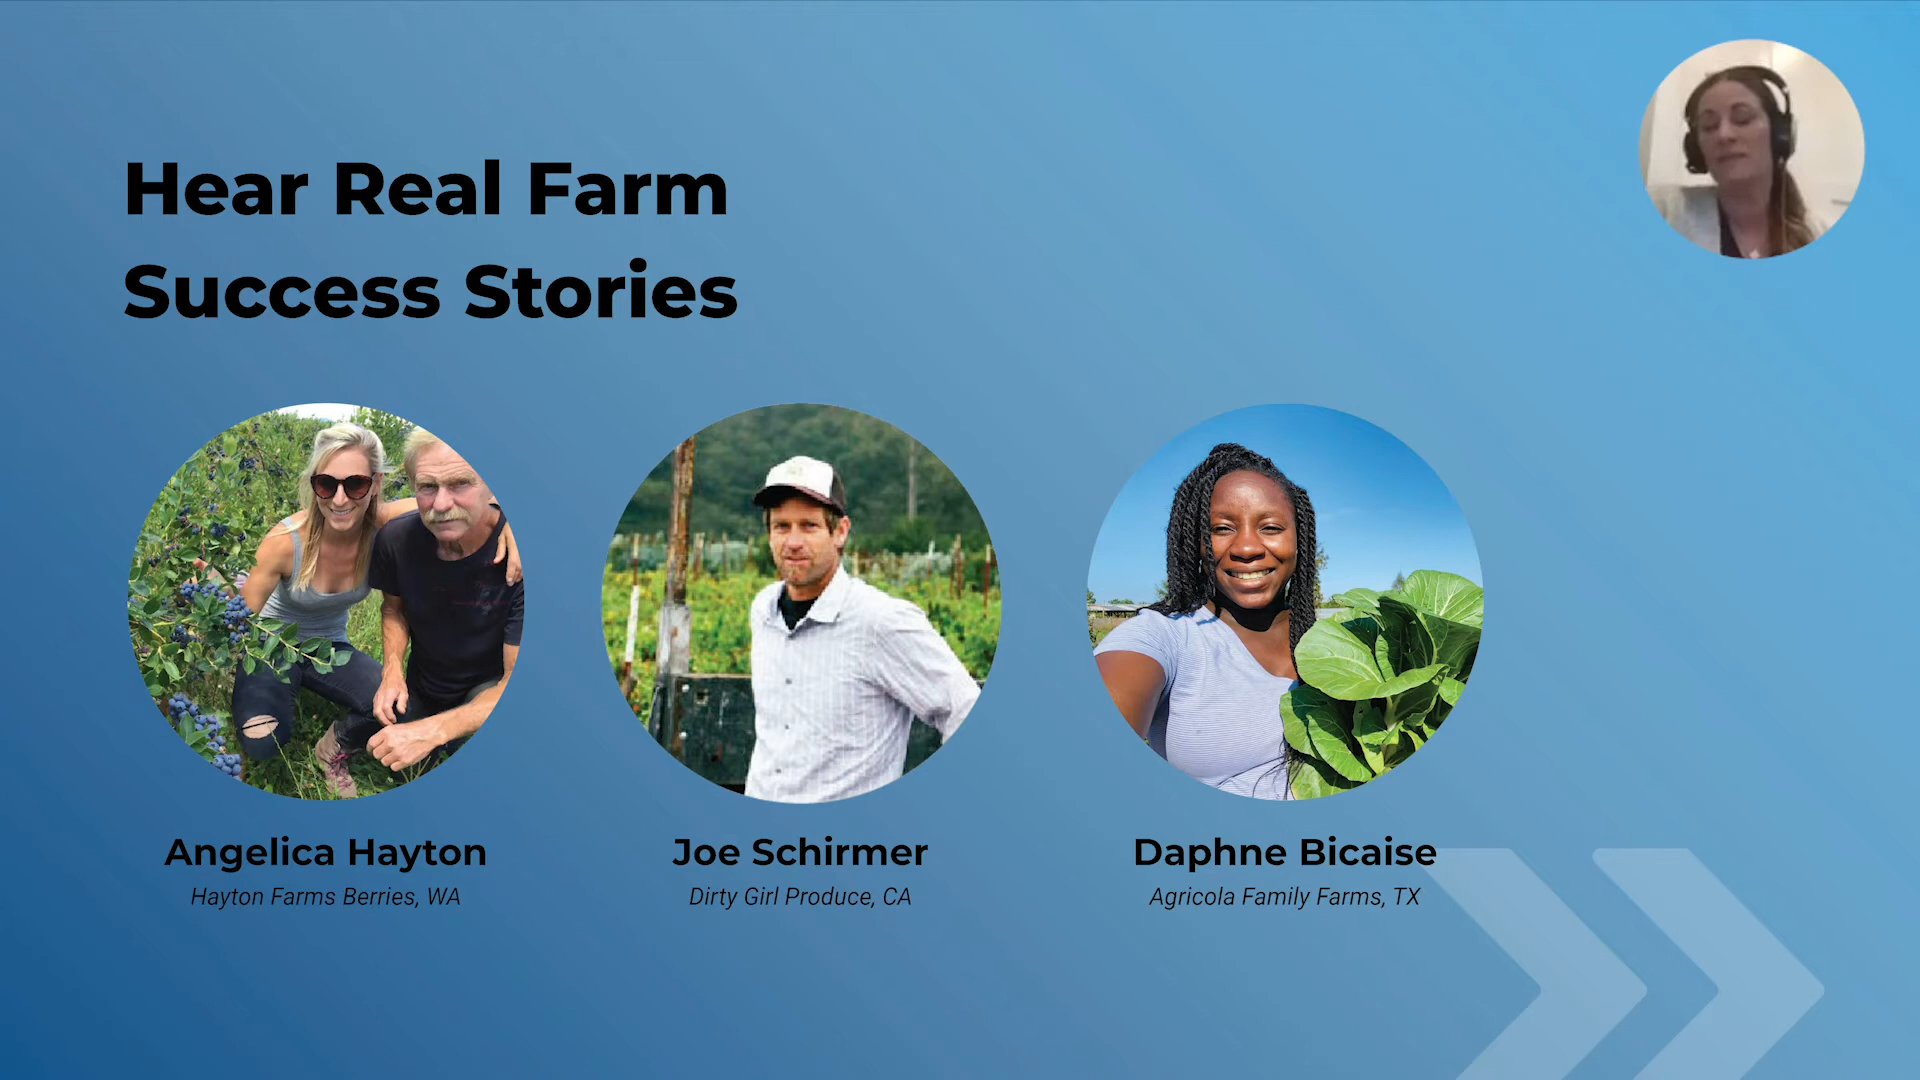 Hear Real Farm
Success Stories
Angelica Hayton
Hayton Farms Berries, WA
Joe Schirmer
Dirty Girl Produce, CA
Daphne Bicaise
Agricola Family Farms, TX